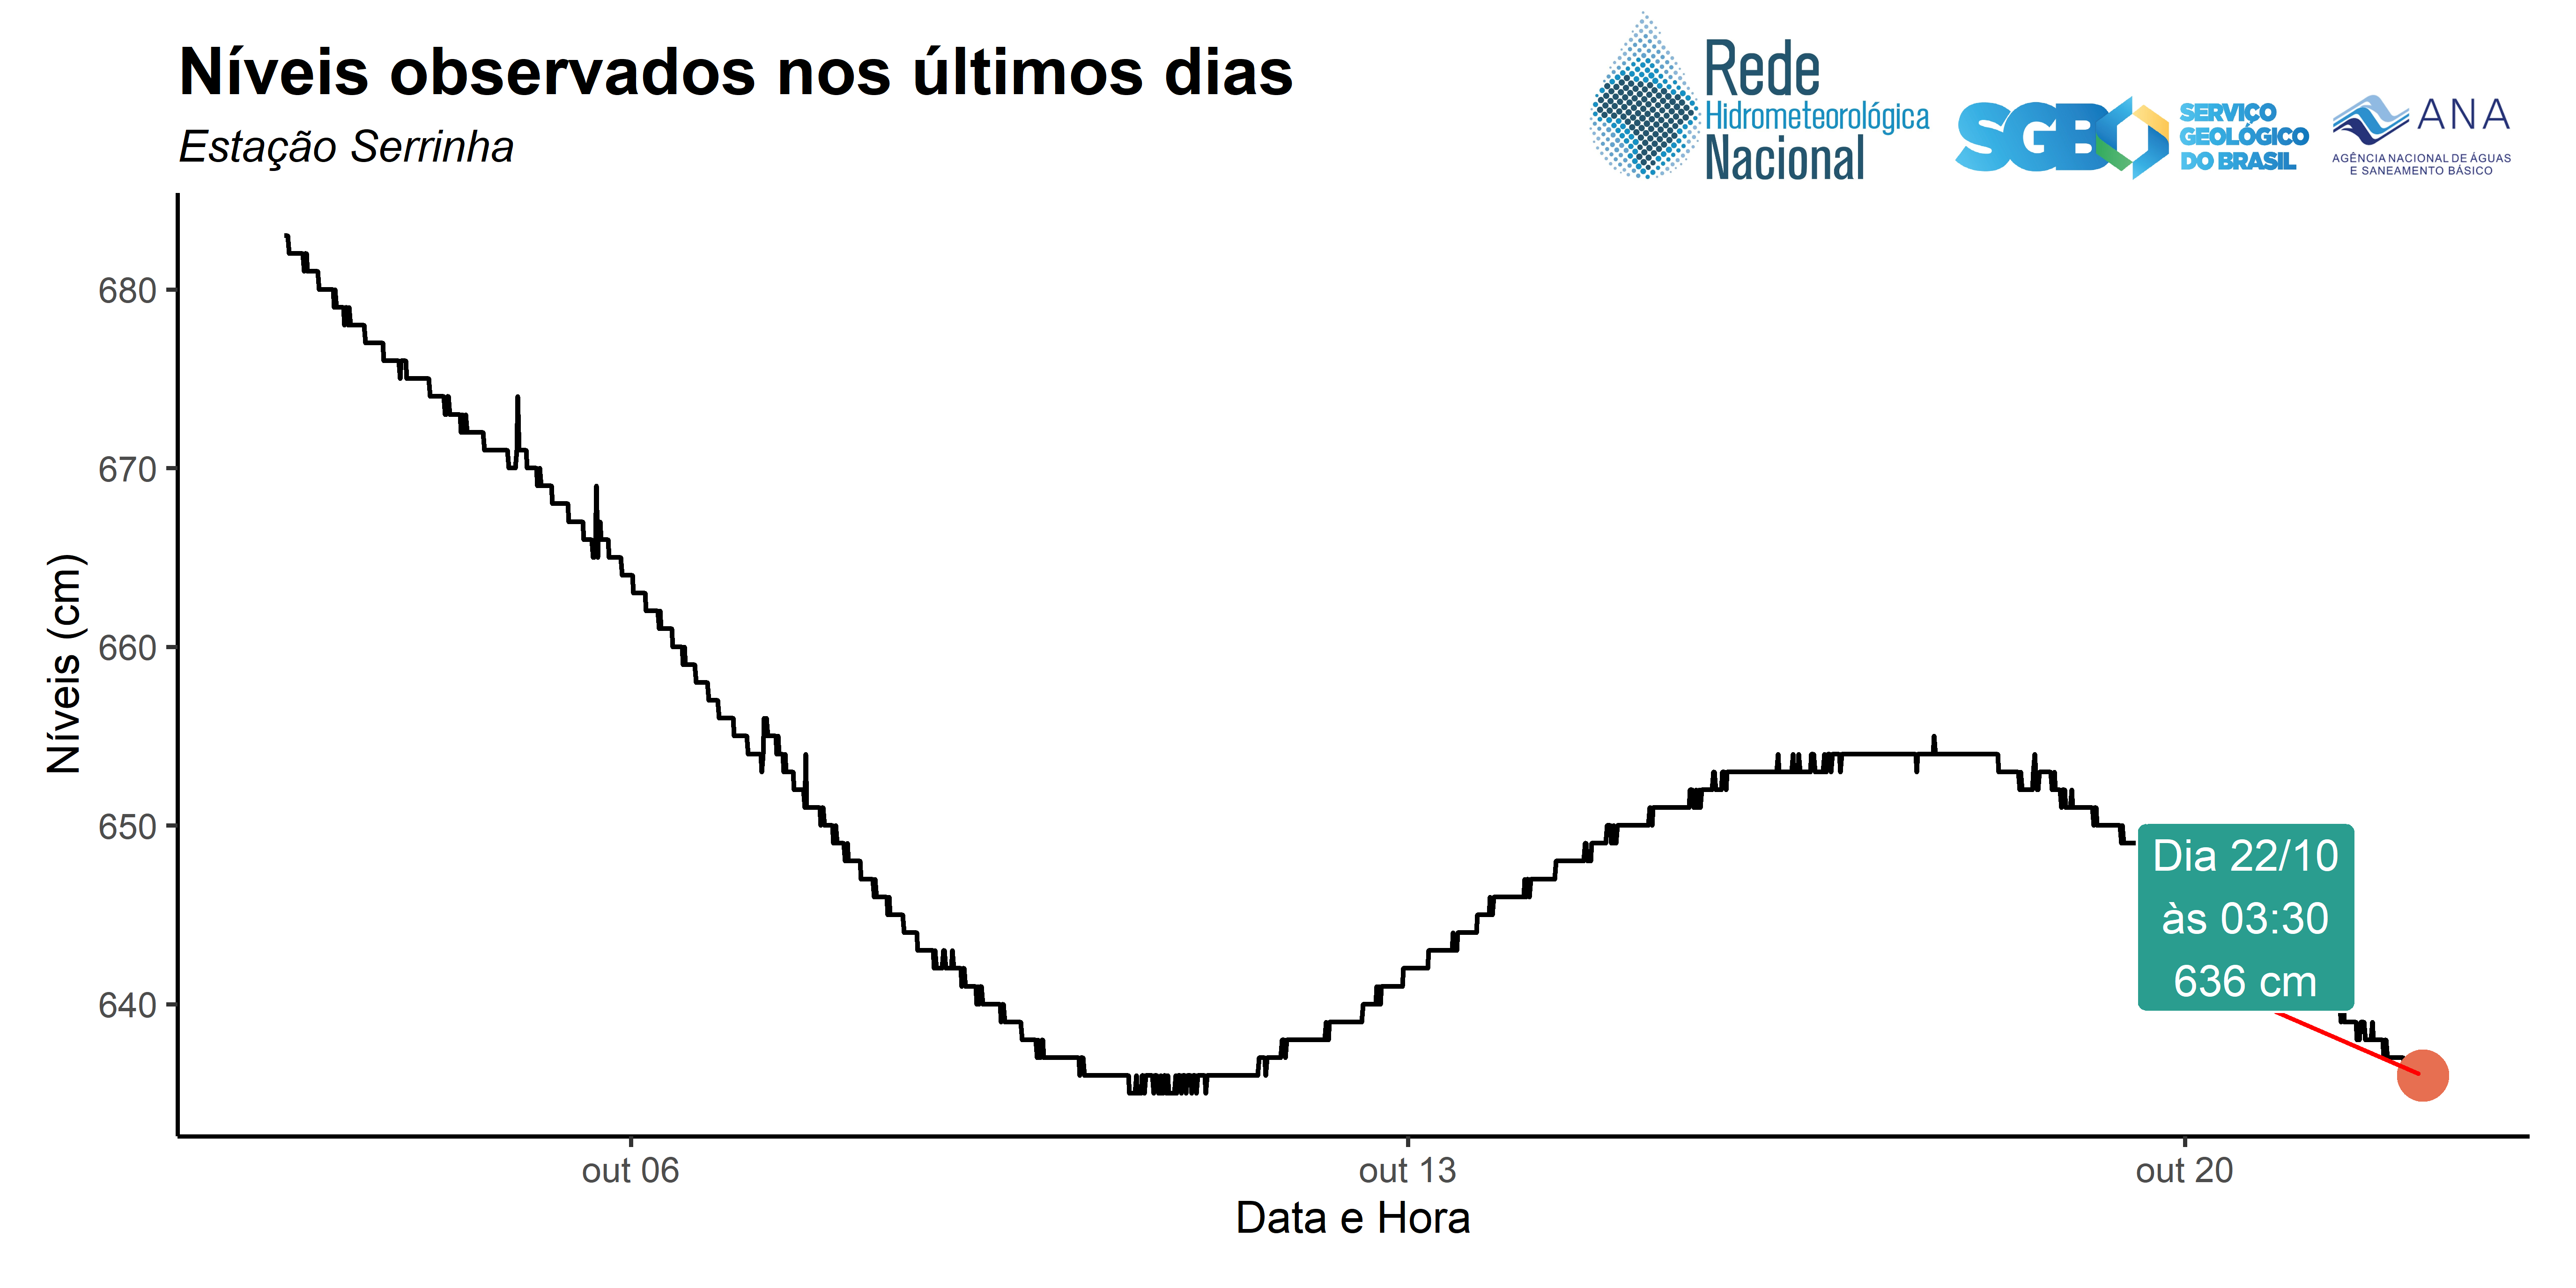 Níveis observados nos últimos dias
Estação Serrinha
Rede
Hidrometeorológica
Nacional
SGB
SERVIÇO
GEOLÓGICO
DO BRASIL
ANA
AGÊNCIA NACIONAL DE ÁGUAS
E SANEAMENTO BÁSICO
Níveis (cm)
680
670
660
650
640
Dia 22/10
às 03:30
636 cm
out 06
out 13
out 20
Data e Hora